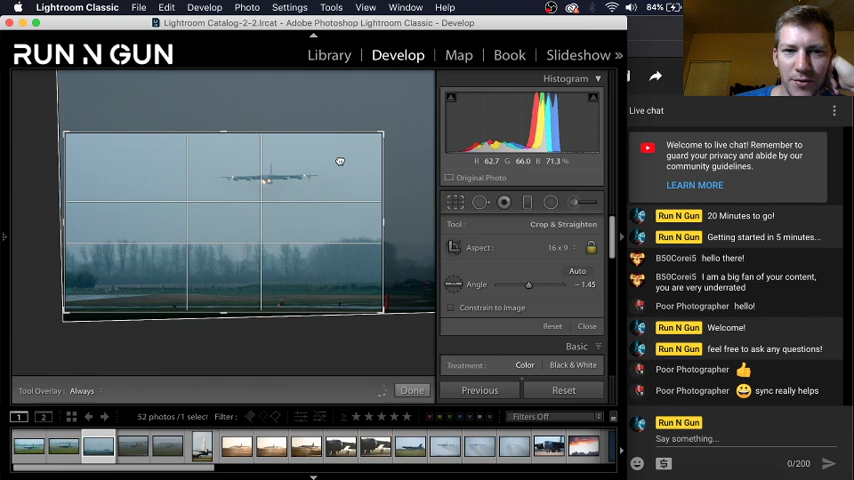 Lightroom Classic File Edit Develop Photo Settings Tools View Window Help 84%
Lightroom Catalog-2-2.lrcat - Adobe Photoshop Lightroom Classic - Develop
RUN N GUN
Library Develop Map Book Slideshow »
Histogram
R 62.7 G 66.0 B 71.3 %
Original Photo
Tool: Crop & Straighten
Aspect: 16 x 9
Auto
Angle - 1.45
Constrain to Image
Reset Close
Basic
Treatment: Color Black & White
Tool Overlay: Always
Done
Previous Reset
1 2
52 photos/1 select
Filter:
Filters Off
Live chat
Welcome to live chat! Remember to
guard your privacy and abide by our
community guidelines.
LEARN MORE
Run N Gun 20 Minutes to go!
Run N Gun Getting started in 5 minutes...
B50Corei5 hello there!
B50Corei5 I am a big fan of your content,
you are very underrated
Poor Photographer hello!
Run N Gun Welcome!
Run N Gun feel free to ask any questions!
Poor Photographer 👍
Poor Photographer 😀 sync really helps
Run N Gun
Say something...
0/200